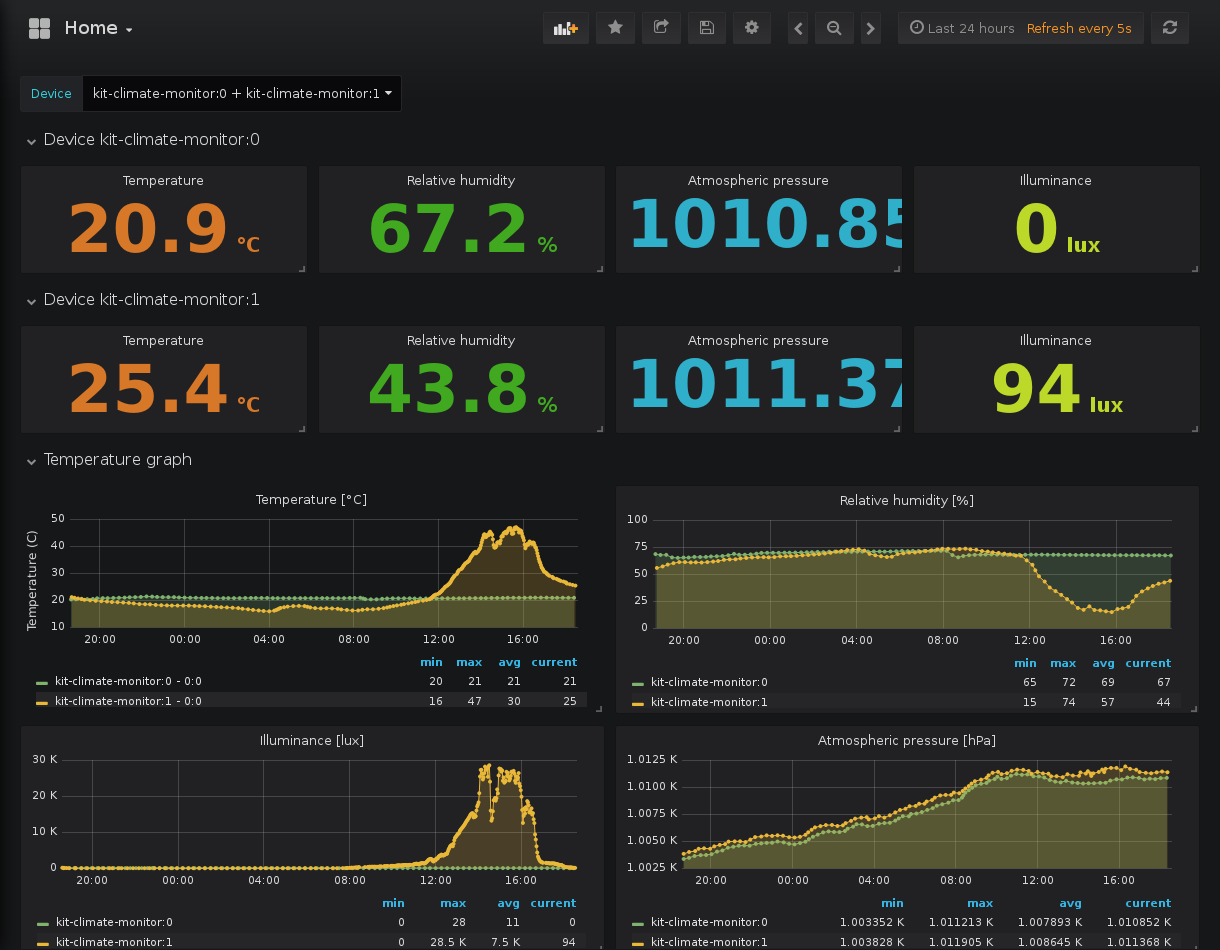 Home
Last 24 hours Refresh every 5s
Device kit-climate-monitor:0 + kit-climate-monitor:1
Device kit-climate-monitor:0
Temperature Relative humidity Atmospheric pressure Illuminance
20.9 °C 67.2 % 1010.85 0 lux
Device kit-climate-monitor:1
Temperature Relative humidity Atmospheric pressure Illuminance
25.4 °C 43.8 % 1011.37 94 lux
Temperature graph
Temperature [°C]
Temperature (C)
50
40
30
20
10
20:00 00:00 04:00 08:00 12:00 16:00
min max avg current
kit-climate-monitor:0 - 0:0 20 21 21 21
kit-climate-monitor:1 - 0:0 16 47 30 25
Relative humidity [%]
100
75
50
25
0
20:00 00:00 04:00 08:00 12:00 16:00
min max avg current
kit-climate-monitor:0 65 72 69 67
kit-climate-monitor:1 15 74 57 44
Illuminance [lux]
30 K
20 K
10 K
0
20:00 00:00 04:00 08:00 12:00 16:00
min max avg current
kit-climate-monitor:0 0 28 11 0
kit-climate-monitor:1 0 28.5 K 7.5 K 94
Atmospheric pressure [hPa]
1.0125 K
1.0100 K
1.0075 K
1.0050 K
1.0025 K
20:00 00:00 04:00 08:00 12:00 16:00
min max avg current
kit-climate-monitor:0 1.003352 K 1.011213 K 1.007893 K 1.010852 K
kit-climate-monitor:1 1.003828 K 1.011905 K 1.008645 K 1.011368 K